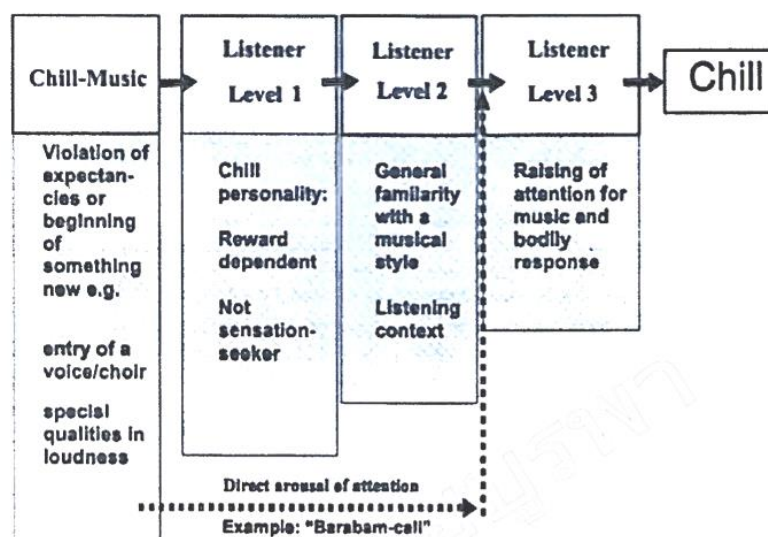 Chill-Music
Violation of
expectan-
cies or
beginning
of
something
new e.g.
entry of a
voice/choir
special
qualities in
loudness
Listener
Level 1
Chill
personality:
Reward
dependent
Not
sensation-
seeker
Listener
Level 2
General
familarity
with a
musical
style
Listening
context
Listener
Level 3
Raising of
attention for
music and
bodily
response
Chill
Direct arousal of attention
Example: "Barabam-call"